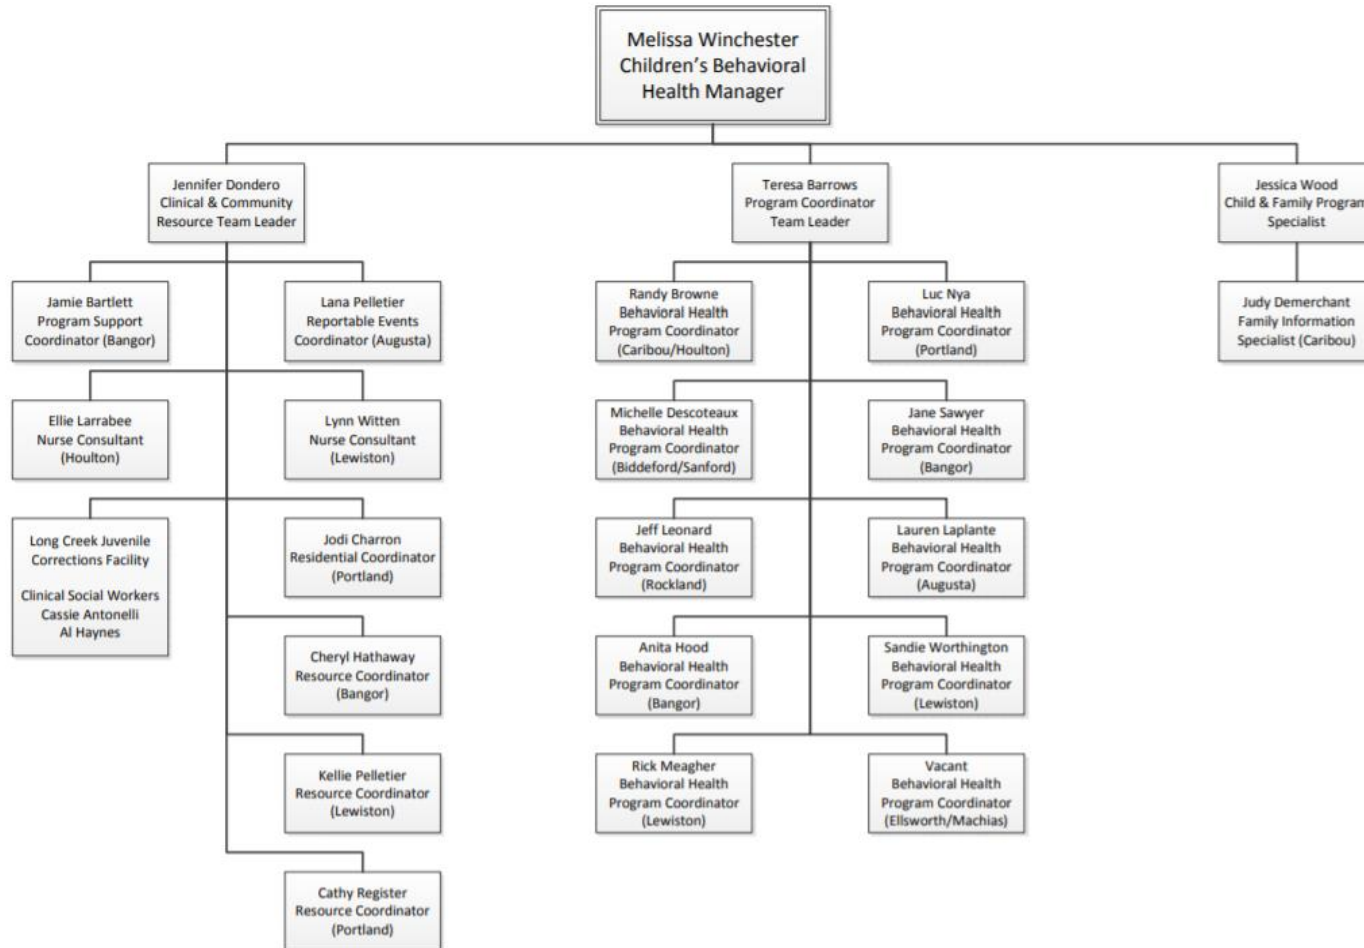 Melissa Winchester
Children's Behavioral
Health Manager
Jennifer Dondero
Clinical & Community
Resource Team Leader
Teresa Barrows
Program Coordinator
Team Leader
Jessica Wood
Child & Family Program
Specialist
Jamie Bartlett
Program Support
Coordinator (Bangor)
Lana Pelletier
Reportable Events
Coordinator (Augusta)
Randy Browne
Behavioral Health
Program Coordinator
(Caribou/Houlton)
Luc Nya
Behavioral Health
Program Coordinator
(Portland)
Judy Demerchant
Family Information
Specialist (Caribou)
Ellie Larrabee
Nurse Consultant
(Houlton)
Lynn Witten
Nurse Consultant
(Lewiston)
Michelle Descoteaux
Behavioral Health
Program Coordinator
(Biddeford/Sanford)
Jane Sawyer
Behavioral Health
Program Coordinator
(Bangor)
Long Creek Juvenile
Corrections Facility
Clinical Social Workers
Cassie Antonelli
Al Haynes
Jodi Charron
Residential Coordinator
(Portland)
Jeff Leonard
Behavioral Health
Program Coordinator
(Rockland)
Lauren Laplante
Behavioral Health
Program Coordinator
(Augusta)
Cheryl Hathaway
Resource Coordinator
(Bangor)
Anita Hood
Behavioral Health
Program Coordinator
(Bangor)
Sandie Worthington
Behavioral Health
Program Coordinator
(Lewiston)
Kellie Pelletier
Resource Coordinator
(Lewiston)
Rick Meagher
Behavioral Health
Program Coordinator
(Lewiston)
Vacant
Behavioral Health
Program Coordinator
(Ellsworth/Machias)
Cathy Register
Resource Coordinator
(Portland)